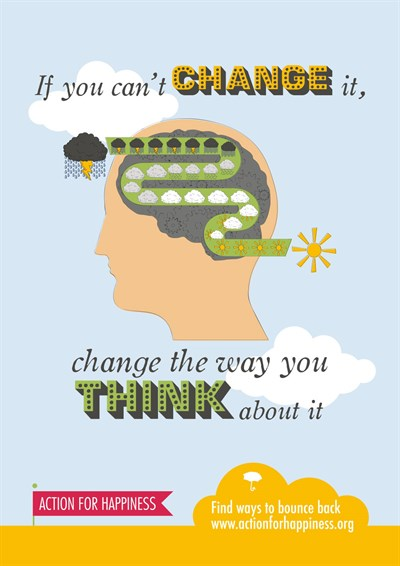 If you can't CHANGE it,
change the way you
THINK about it
ACTION FOR HAPPINESS
Find ways to bounce back
www.actionforhappiness.org